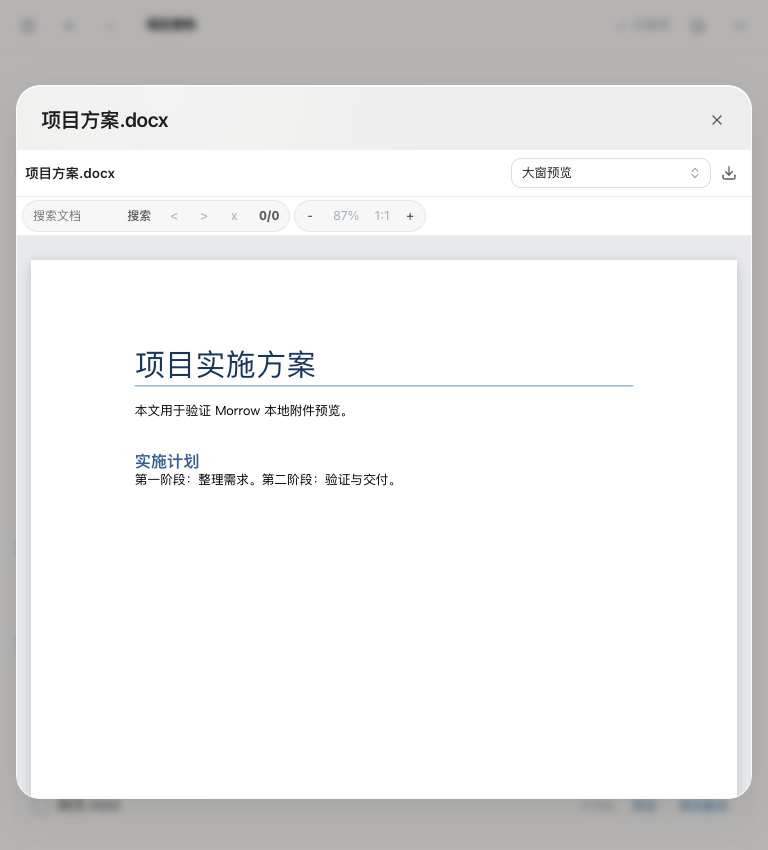 项目方案.docx
项目方案.docx
大窗预览
搜索文档 搜索 < > x 0/0 - 87% 1:1 +
项目实施方案
本文用于验证 Morrow 本地附件预览。
实施计划
第一阶段：整理需求。第二阶段：验证与交付。